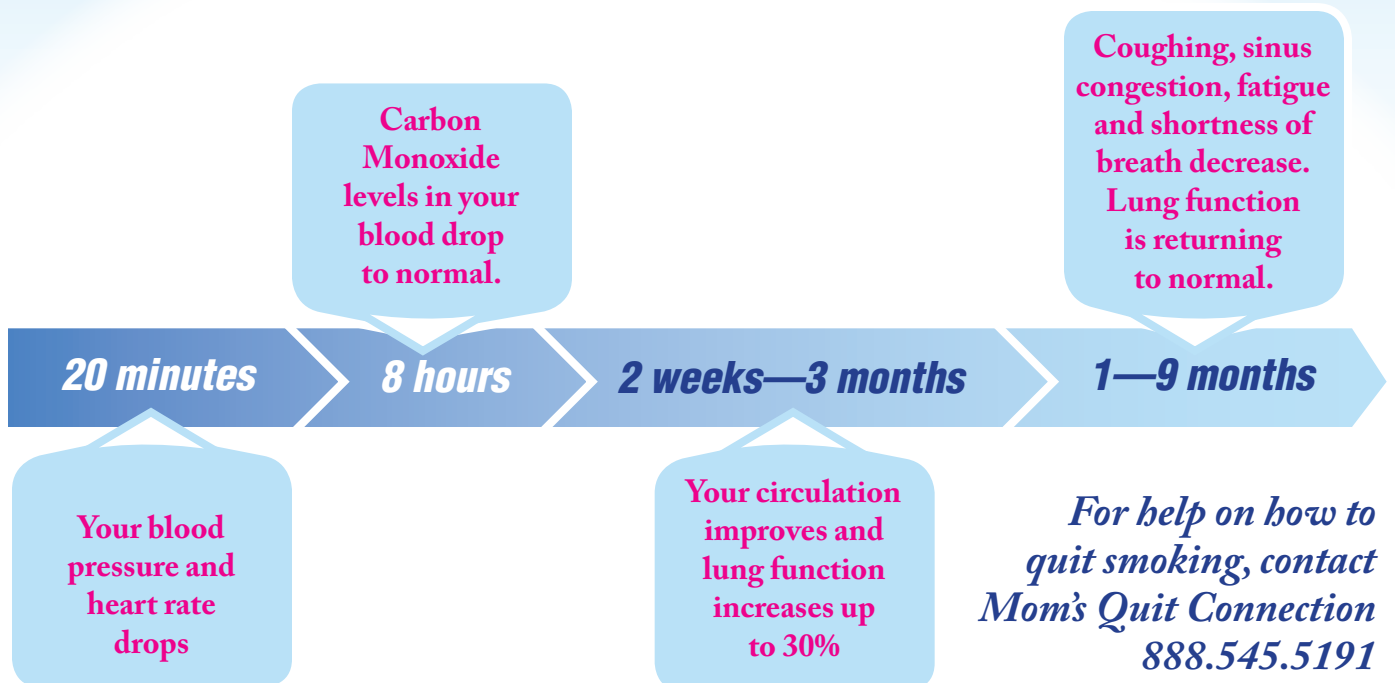 Coughing, sinus
congestion, fatigue
and shortness of
breath decrease.
Lung function
is returning
to normal.
Carbon
Monoxide
levels in your
blood drop
to normal.
20 minutes
8 hours
2 weeks—3 months
1—9 months
Your blood
pressure and
heart rate
drops
Your circulation
improves and
lung function
increases up
to 30%
For help on how to
quit smoking, contact
Mom's Quit Connection
888.545.5191